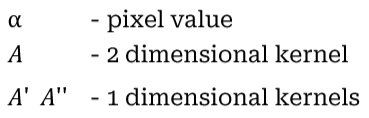 α - pixel value
A - 2 dimensional kernel
A' A'' - 1 dimensional kernels